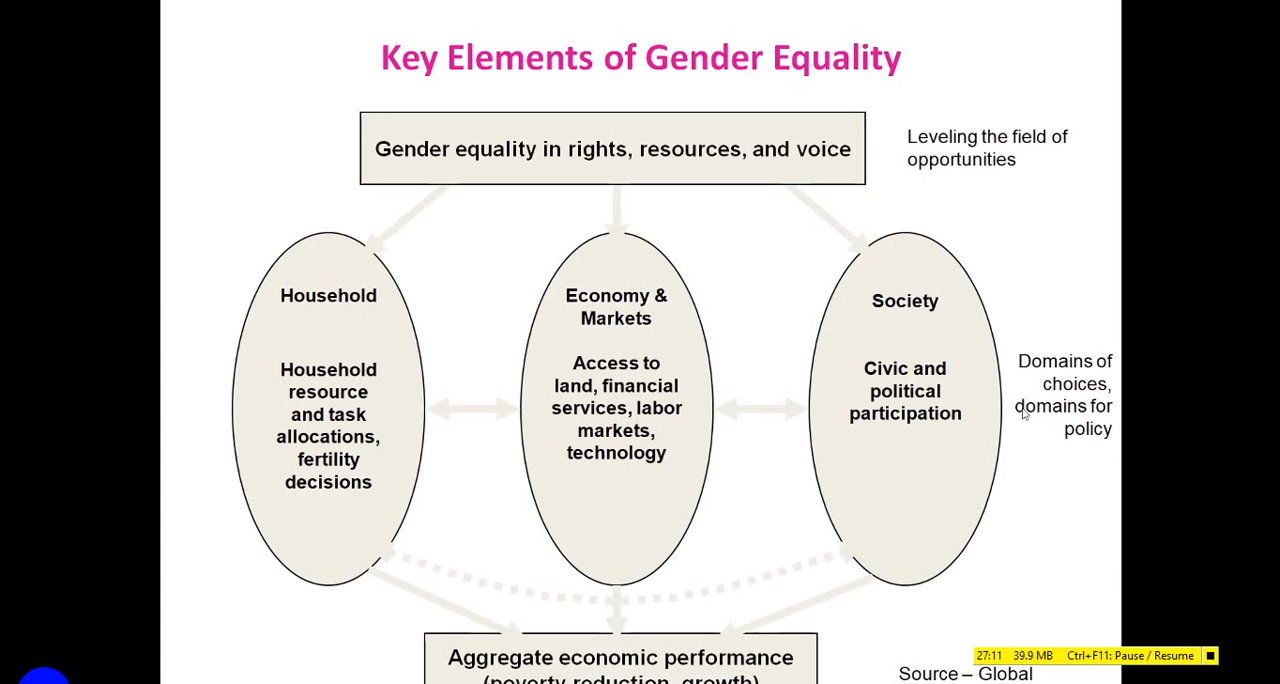 Key Elements of Gender Equality
Gender equality in rights, resources, and voice
Leveling the field of
opportunities
Household
Household
resource
and task
allocations,
fertility
decisions
Economy &
Markets
Access to
land, financial
services, labor
markets,
technology
Society
Civic and
political
participation
Domains of
choices,
domains for
policy
Aggregate economic performance
(poverty reduction, growth)
Source – Global
27:11 39.9 MB Ctrl+F11: Pause / Resume